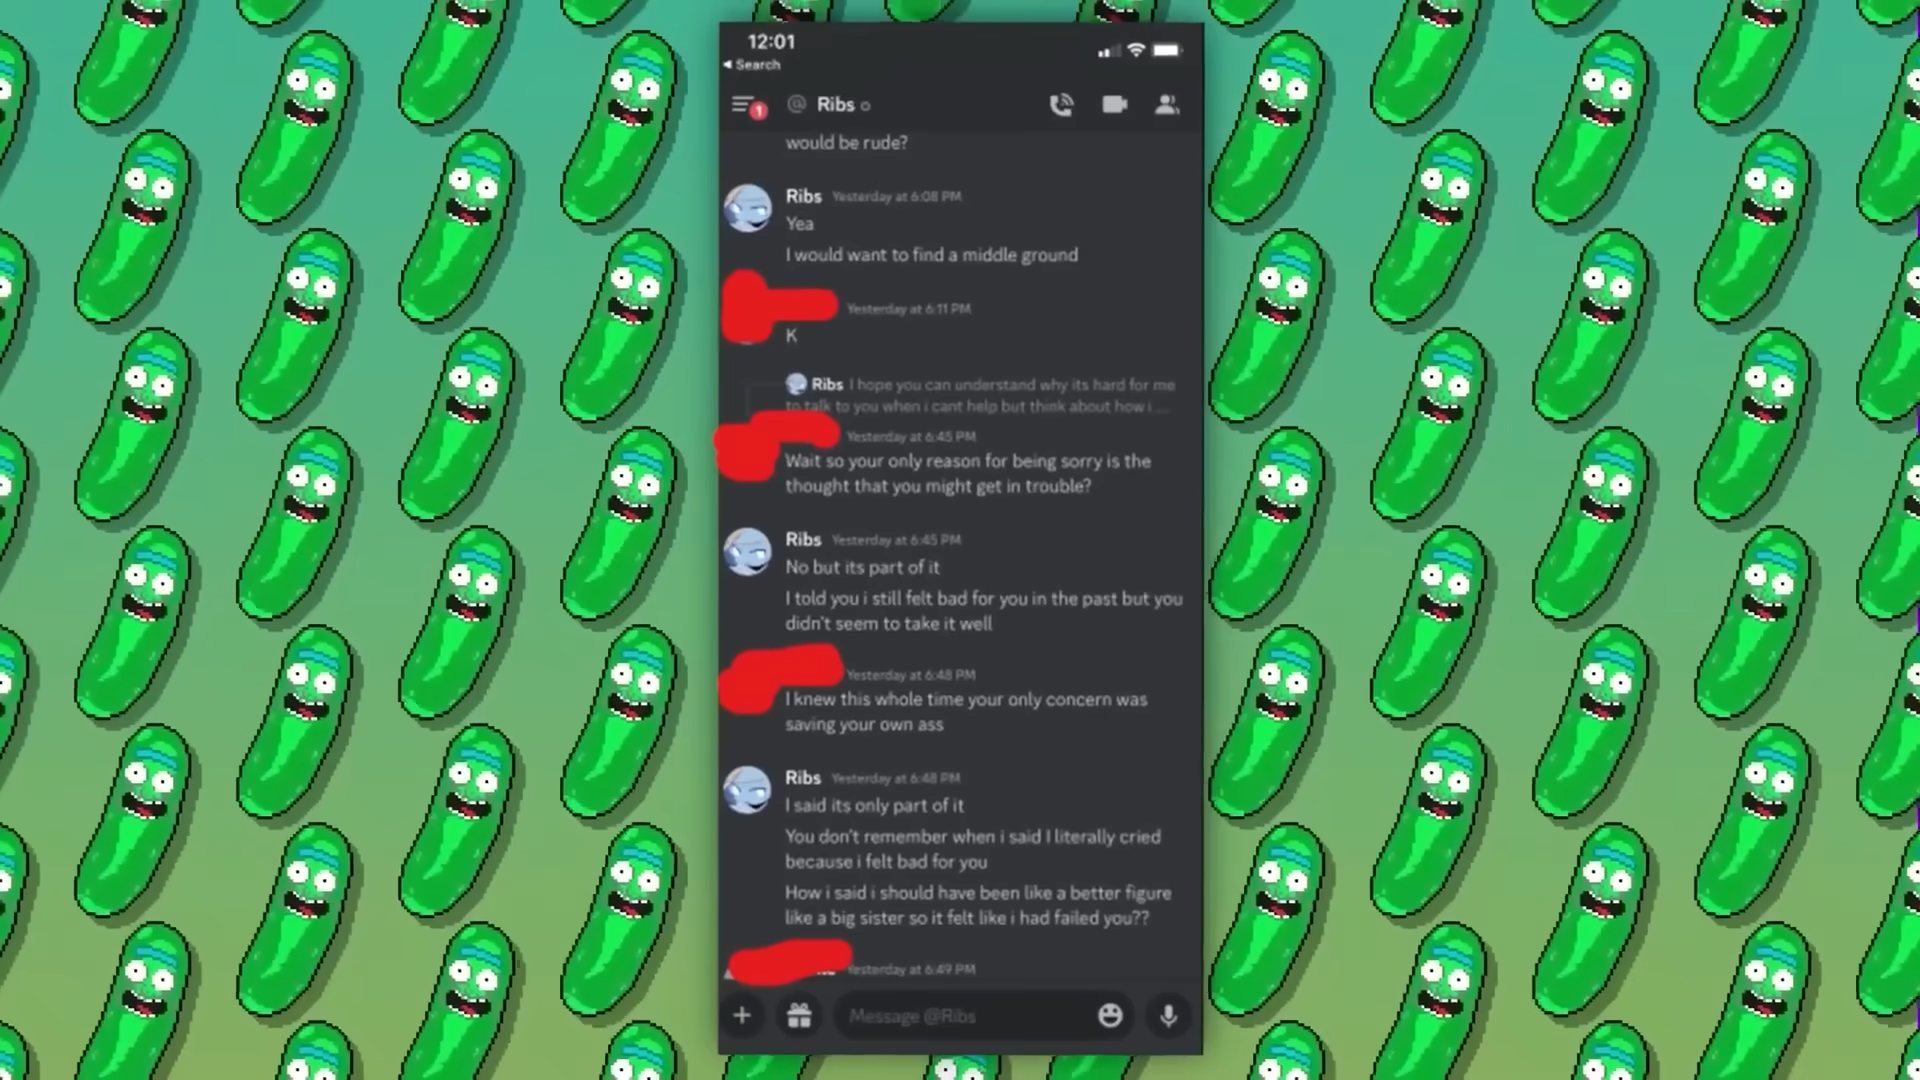 12:01
Search
1
@ Ribs
would be rude?
Ribs Yesterday at 6:08 PM
Yea
I would want to find a middle ground
Yesterday at 6:11 PM
K
Ribs I hope you can understand why its hard for me
to talk to you when i cant help but think about how i ...
Yesterday at 6:45 PM
Wait so your only reason for being sorry is the
thought that you might get in trouble?
Ribs Yesterday at 6:45 PM
No but its part of it
I told you i still felt bad for you in the past but you
didn't seem to take it well
Yesterday at 6:48 PM
I knew this whole time your only concern was
saving your own ass
Ribs Yesterday at 6:48 PM
I said its only part of it
You don't remember when i said I literally cried
because i felt bad for you
How i said i should have been like a better figure
like a big sister so it felt like i had failed you??
Yesterday at 6:49 PM
Message @Ribs